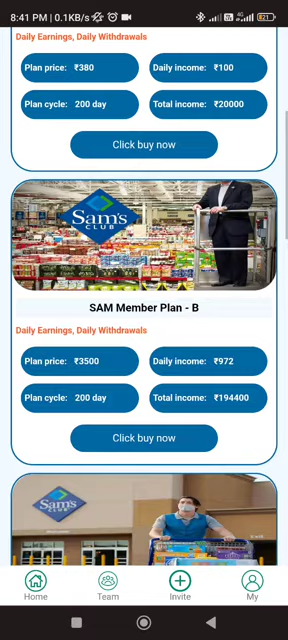 8:41 PM | 0.1KB/s
4G
21
Daily Earnings, Daily Withdrawals
Plan price: ₹380
Daily income: ₹100
Plan cycle: 200 day
Total income: ₹20000
Click buy now
Sam's
CLUB
SAM Member Plan - B
Daily Earnings, Daily Withdrawals
Plan price: ₹3500
Daily income: ₹972
Plan cycle: 200 day
Total income: ₹194400
Click buy now
Sam's
Home
Team
Invite
My